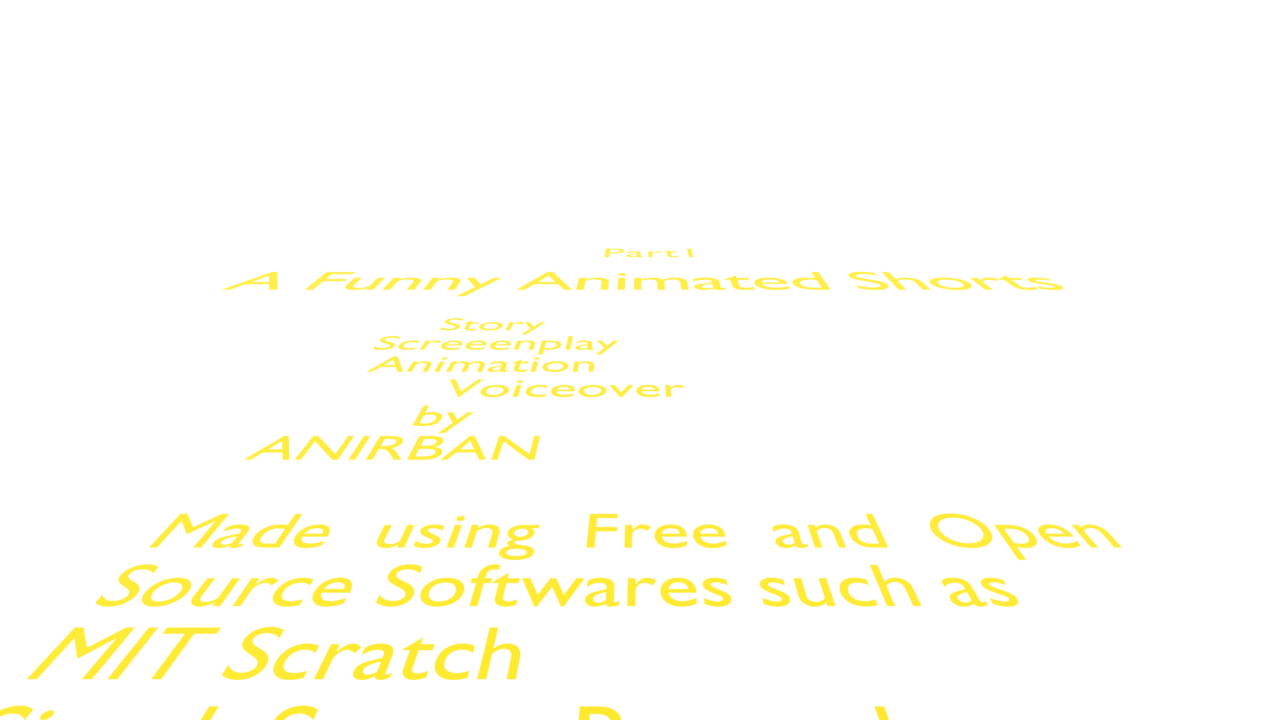 Part I
A Funny Animated Shorts
Story
Screeenplay
Animation
Voiceover
by
ANIRBAN
Made using Free and Open
Source Softwares such as
MIT Scratch